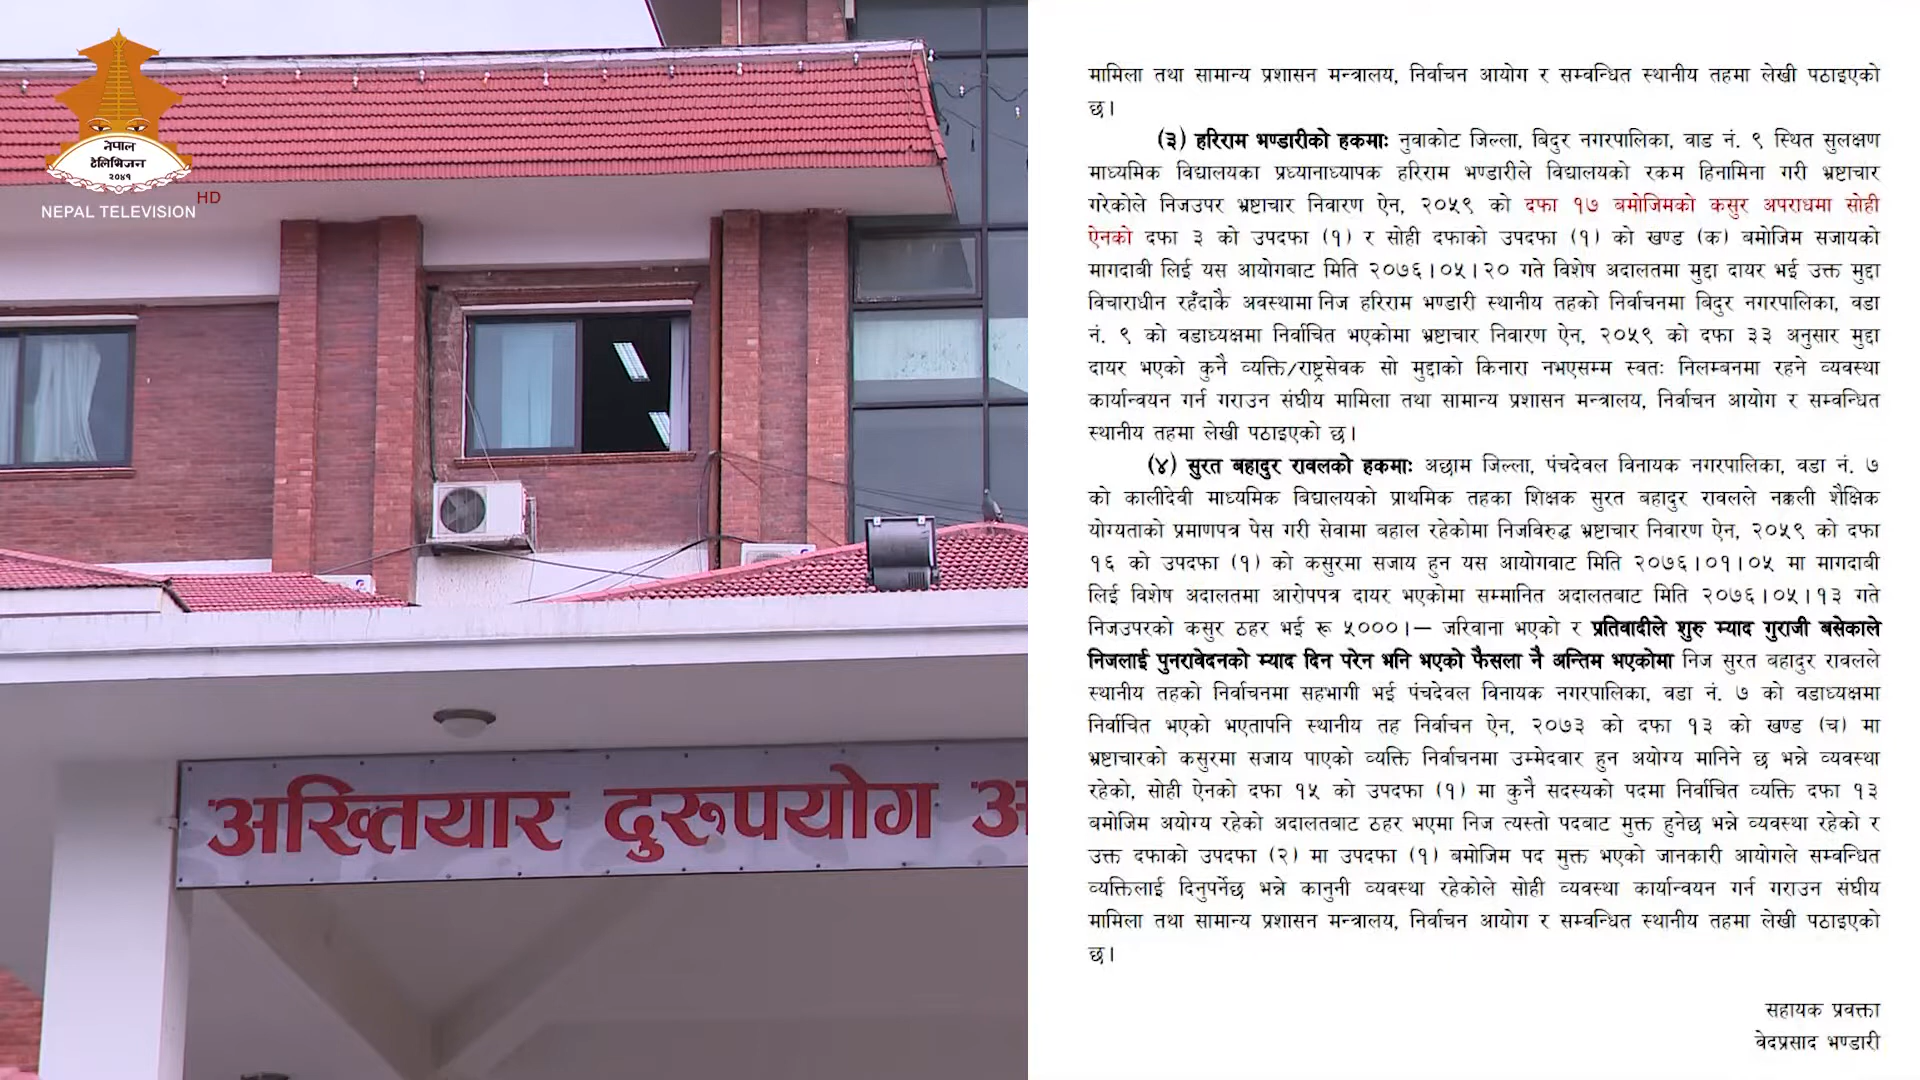 नेपाल
टेलिभिजन
२०४१
HD
NEPAL TELEVISION
अख्तियार दुरुपयोग अ
मामिला तथा सामान्य प्रशासन मन्त्रालय, निर्वाचन आयोग र सम्वन्धित स्थानीय तहमा लेखी पठाइएको
छ।
(३) हरिराम भण्डारीको हकमाः नुवाकोट जिल्ला, बिदुर नगरपालिका, वाड नं. ९ स्थित सुलक्षण
माध्यमिक विद्यालयका प्रध्यानाध्यापक हरिराम भण्डारीले विद्यालयको रकम हिनामिना गरी भ्रष्टाचार
गरेकोले निजउपर भ्रष्टाचार निवारण ऐन, २०५९ को दफा १७ बमोजिमको कसुर अपराधमा सोही
ऐनको दफा ३ को उपदफा (१) र सोही दफाको उपदफा (१) को खण्ड (क) बमोजिम सजायको
मागदाबी लिई यस आयोगबाट मिति २०७६।०५।२० गते विशेष अदालतमा मुद्दा दायर भई उक्त मुद्दा
विचाराधीन रहँदाकै अवस्थामा निज हरिराम भण्डारी स्थानीय तहको निर्वाचनमा बिदुर नगरपालिका, वडा
नं. ९ को वडाध्यक्षमा निर्वाचित भएकोमा भ्रष्टाचार निवारण ऐन, २०५९ को दफा ३३ अनुसार मुद्दा
दायर भएको कुनै व्यक्ति/राष्ट्रसेवक सो मुद्दाको किनारा नभएसम्म स्वतः निलम्बनमा रहने व्यवस्था
कार्यान्वयन गर्न गराउन संघीय मामिला तथा सामान्य प्रशासन मन्त्रालय, निर्वाचन आयोग र सम्वन्धित
स्थानीय तहमा लेखी पठाइएको छ।
(४) सुरत बहादुर रावलको हकमाः अछाम जिल्ला, पंचदेवल विनायक नगरपालिका, वडा नं. ७
को कालीदेवी माध्यमिक विद्यालयको प्राथमिक तहका शिक्षक सुरत बहादुर रावलले नक्कली शैक्षिक
योग्यताको प्रमाणपत्र पेस गरी सेवामा बहाल रहेकोमा निजविरुद्ध भ्रष्टाचार निवारण ऐन, २०५९ को दफा
१६ को उपदफा (१) को कसुरमा सजाय हुन यस आयोगवाट मिति २०७६।०१।०५ मा मागदाबी
लिई विशेष अदालतमा आरोपपत्र दायर भएकोमा सम्मानित अदालतबाट मिति २०७६।०५।१३ गते
निजउपरको कसुर ठहर भई रू ५०००।– जरिवाना भएको र प्रतिवादीले शुरु म्याद गुराजी बसेकाले
निजलाई पुनरावेदनको म्याद दिन परेन भनि भएको फैसला नै अन्तिम भएकोमा निज सुरत बहादुर रावलले
स्थानीय तहको निर्वाचनमा सहभागी भई पंचदेवल विनायक नगरपालिका, वडा नं. ७ को वडाध्यक्षमा
निर्वाचित भएको भएतापनि स्थानीय तह निर्वाचन ऐन, २०७३ को दफा १३ को खण्ड (च) मा
भ्रष्टाचारको कसुरमा सजाय पाएको व्यक्ति निर्वाचनमा उम्मेदवार हुन अयोग्य मानिने छ भन्ने व्यवस्था
रहेको, सोही ऐनको दफा १५ को उपदफा (१) मा कुनै सदस्यको पदमा निर्वाचित व्यक्ति दफा १३
बमोजिम अयोग्य रहेको अदालतबाट ठहर भएमा निज त्यस्तो पदबाट मुक्त हुनेछ भन्ने व्यवस्था रहेको र
उक्त दफाको उपदफा (२) मा उपदफा (१) बमोजिम पद मुक्त भएको जानकारी आयोगले सम्वन्धित
व्यक्तिलाई दिनुपर्नेछ भन्ने कानुनी व्यवस्था रहेकोले सोही व्यवस्था कार्यान्वयन गर्न गराउन संघीय
मामिला तथा सामान्य प्रशासन मन्त्रालय, निर्वाचन आयोग र सम्वन्धित स्थानीय तहमा लेखी पठाइएको
छ।
सहायक प्रवक्ता
वेदप्रसाद भण्डारी